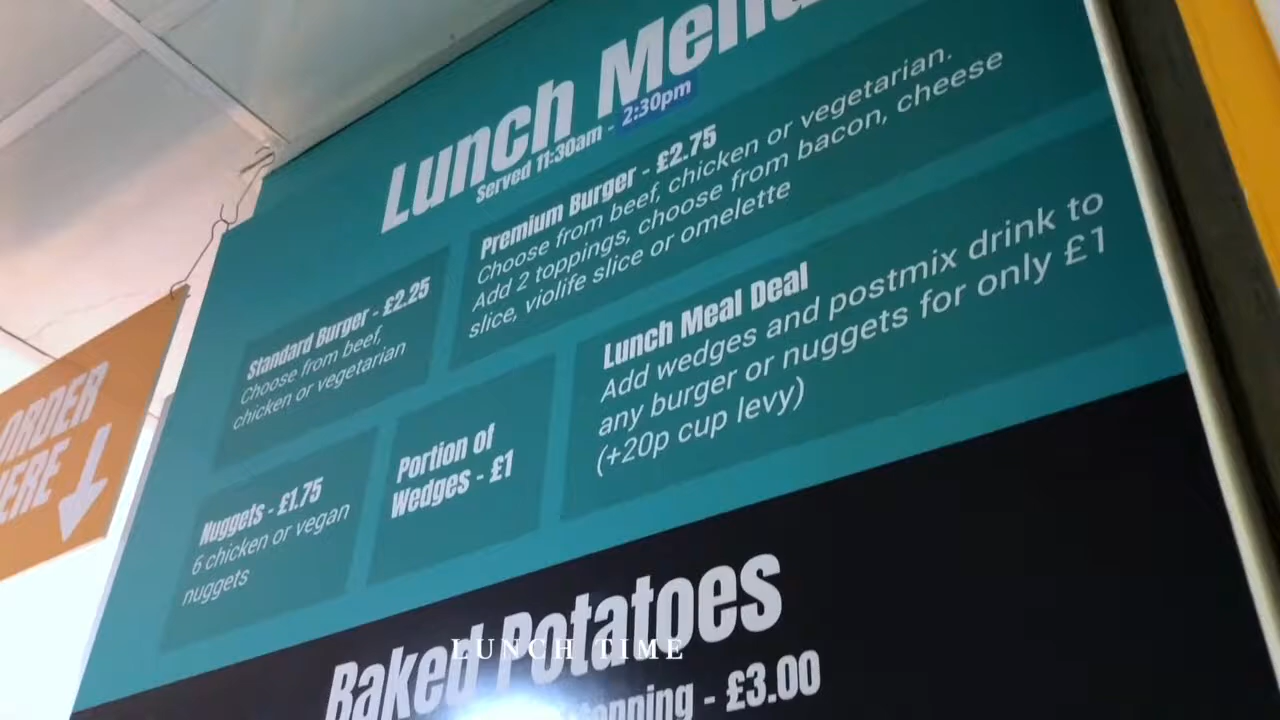 Lunch Menu
Served 11:30am - 2:30pm
Standard Burger - £2.25
Choose from beef,
chicken or vegetarian
Premium Burger - £2.75
Choose from beef, chicken or vegetarian.
Add 2 toppings, choose from bacon, cheese
slice, violife slice or omelette
Nuggets - £1.75
6 chicken or vegan
nuggets
Portion of
Wedges - £1
Lunch Meal Deal
Add wedges and postmix drink to
any burger or nuggets for only £1
(+20p cup levy)
ORDER
HERE
Baked Potatoes
topping - £3.00
LUNCH TIME